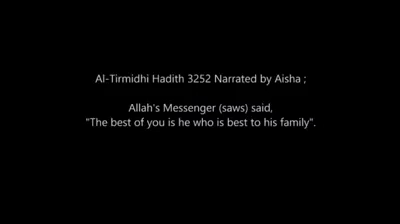 Al-Tirmidhi Hadith 3252 Narrated by Aisha ;
Allah's Messenger (saws) said,
"The best of you is he who is best to his family".